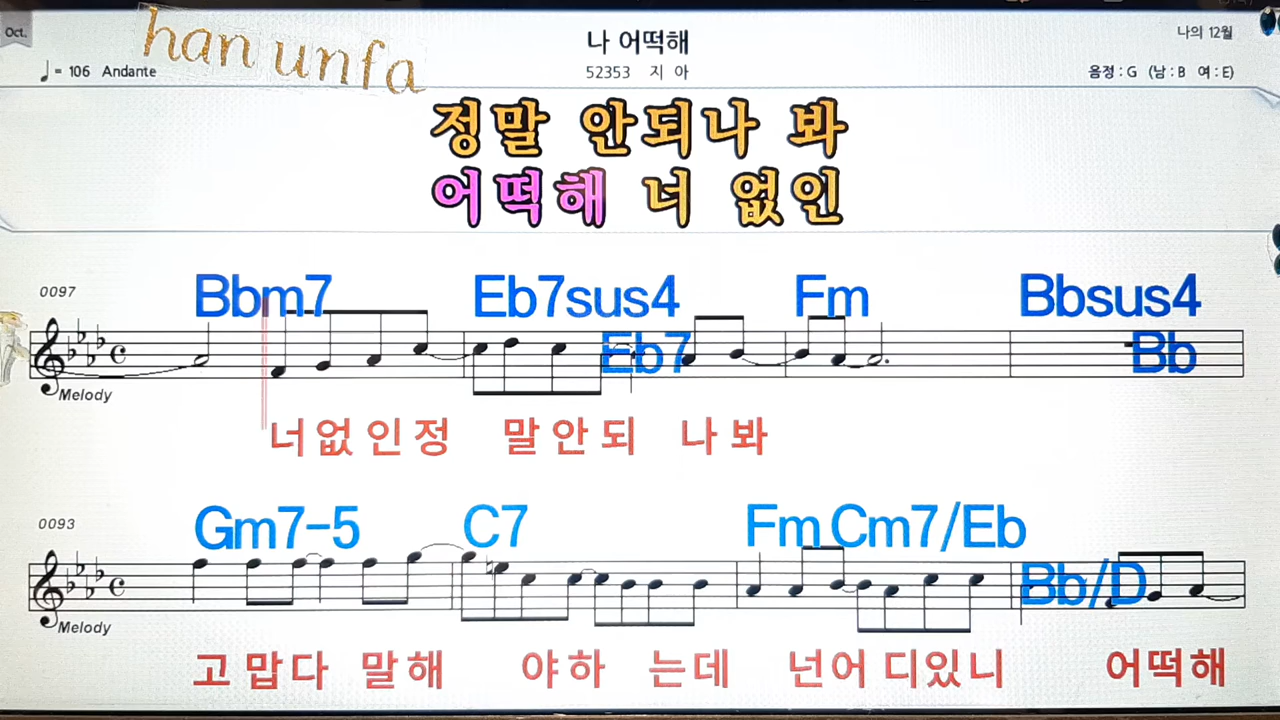 Oct.
han unfa
♩= 106 Andante
나 어떡해
52353 지 아
나의 12월
음정 : G (남 : B 여 : E)
정말 안되나 봐
어떡해 너 없인
0097
Bbm7 Eb7sus4 Fm Bbsus4
Eb7 Bb
Melody
너없인정 말안되 나봐
0093
Gm7-5 C7 Fm Cm7/Eb
Bb/D
Melody
고맙다 말해 야하 는데 넌어디있니 어떡해